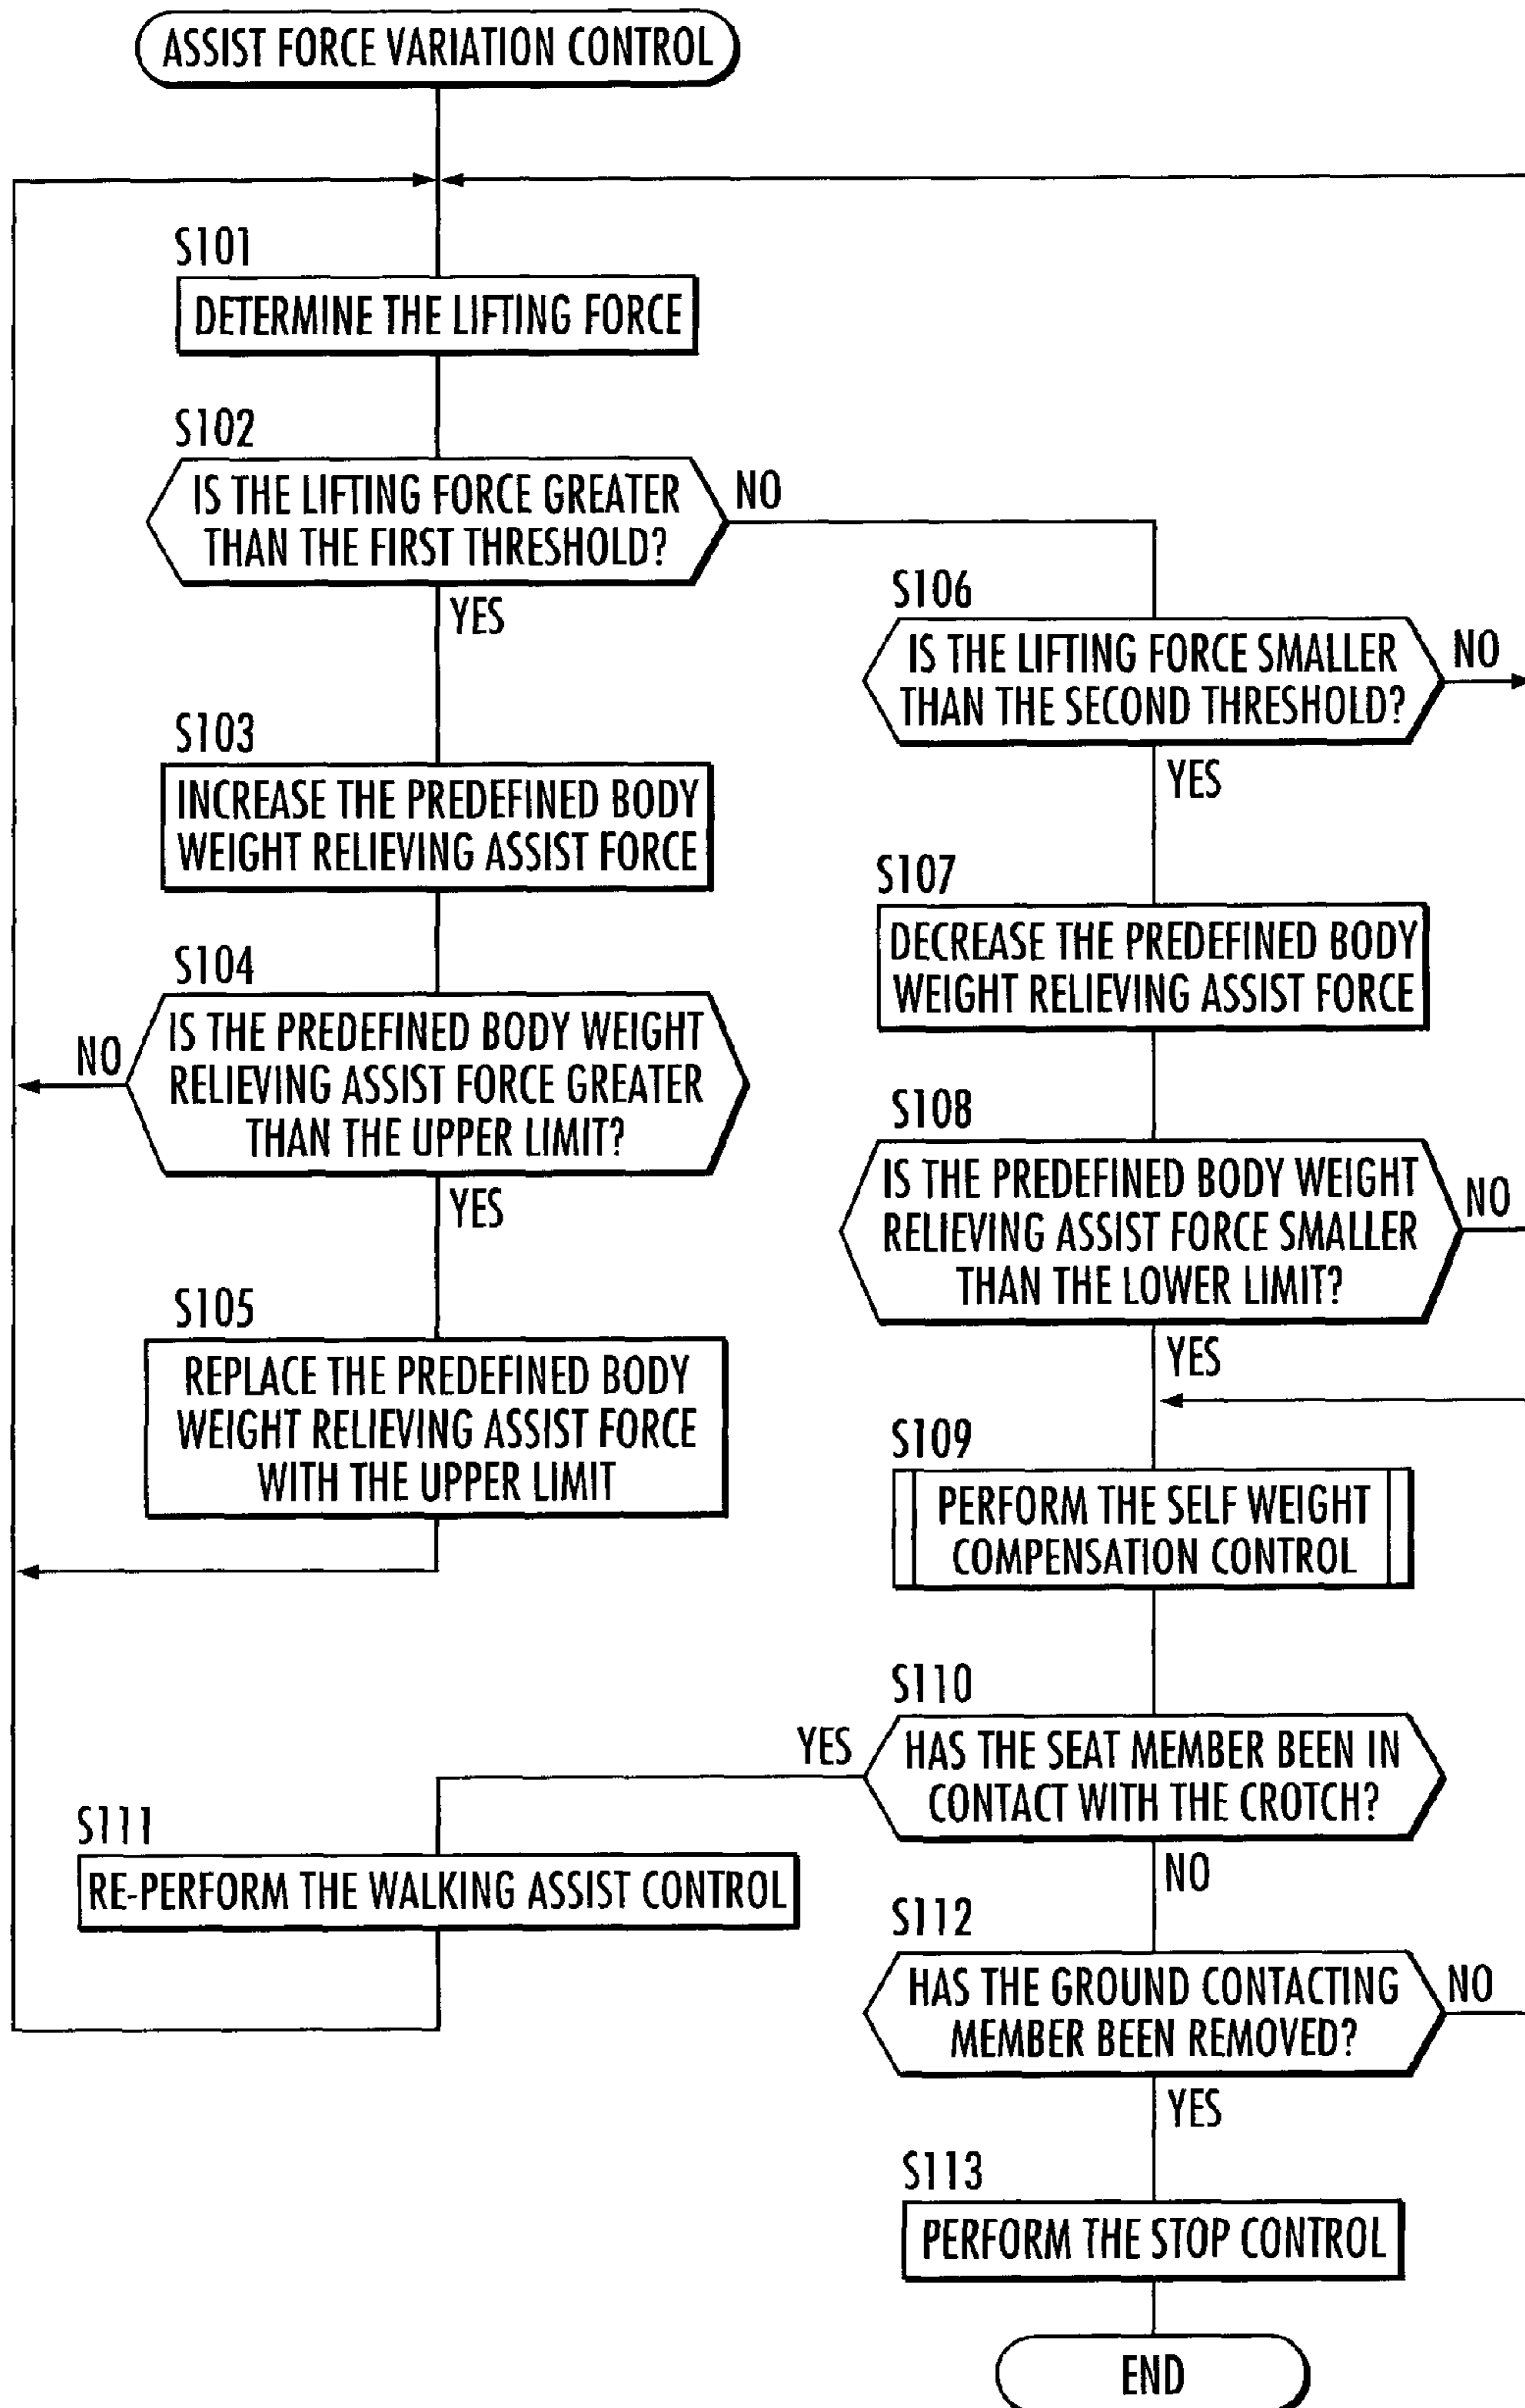 ASSIST FORCE VARIATION CONTROL
S101
DETERMINE THE LIFTING FORCE
S102
IS THE LIFTING FORCE GREATER
THAN THE FIRST THRESHOLD?
NO
YES
S103
INCREASE THE PREDEFINED BODY
WEIGHT RELIEVING ASSIST FORCE
S104
IS THE PREDEFINED BODY WEIGHT
RELIEVING ASSIST FORCE GREATER
THAN THE UPPER LIMIT?
NO
YES
S105
REPLACE THE PREDEFINED BODY
WEIGHT RELIEVING ASSIST FORCE
WITH THE UPPER LIMIT
S106
IS THE LIFTING FORCE SMALLER
THAN THE SECOND THRESHOLD?
NO
YES
S107
DECREASE THE PREDEFINED BODY
WEIGHT RELIEVING ASSIST FORCE
S108
IS THE PREDEFINED BODY WEIGHT
RELIEVING ASSIST FORCE SMALLER
THAN THE LOWER LIMIT?
NO
YES
S109
PERFORM THE SELF WEIGHT
COMPENSATION CONTROL
S110
HAS THE SEAT MEMBER BEEN IN
CONTACT WITH THE CROTCH?
YES
NO
S111
RE-PERFORM THE WALKING ASSIST CONTROL
S112
HAS THE GROUND CONTACTING
MEMBER BEEN REMOVED?
NO
YES
S113
PERFORM THE STOP CONTROL
END